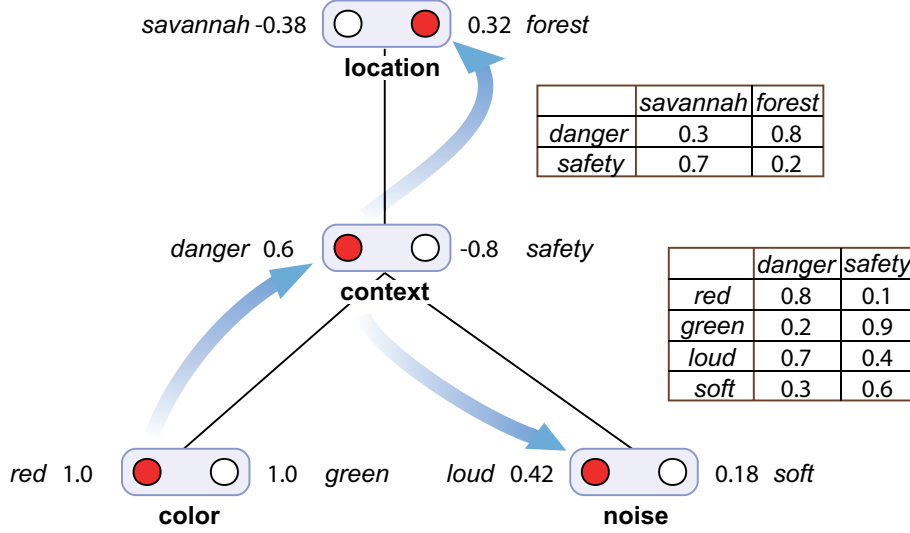 savannah -0.38 0.32 forest
location
savannah forest
danger 0.3 0.8
safety 0.7 0.2
danger 0.6 -0.8 safety
context
danger safety
red 0.8 0.1
green 0.2 0.9
loud 0.7 0.4
soft 0.3 0.6
red 1.0 1.0 green
color
loud 0.42 0.18 soft
noise